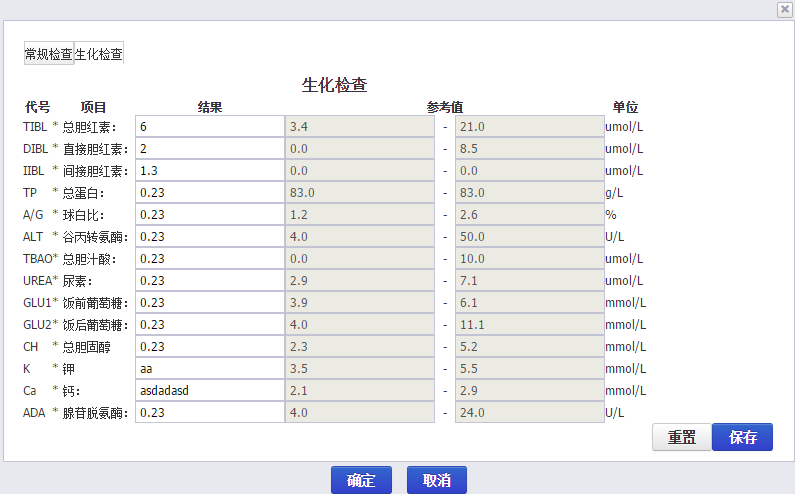 常规检查 生化检查
生化检查
代号 项目 结果 参考值 单位
TIBL * 总胆红素： 6 3.4 - 21.0 umol/L
DIBL * 直接胆红素： 2 0.0 - 8.5 umol/L
IIBL * 间接胆红素： 1.3 0.0 - 0.0 umol/L
TP * 总蛋白： 0.23 83.0 - 83.0 g/L
A/G * 球白比： 0.23 1.2 - 2.6 %
ALT * 谷丙转氨酶： 0.23 4.0 - 50.0 U/L
TBAO* 总胆汁酸： 0.23 0.0 - 10.0 umol/L
UREA* 尿素： 0.23 2.9 - 7.1 umol/L
GLU1* 饭前葡萄糖： 0.23 3.9 - 6.1 mmol/L
GLU2* 饭后葡萄糖： 0.23 4.0 - 11.1 mmol/L
CH * 总胆固醇 0.23 2.3 - 5.2 mmol/L
K * 钾 aa 3.5 - 5.5 mmol/L
Ca * 钙： asdadasd 2.1 - 2.9 mmol/L
ADA * 腺苷脱氨酶： 0.23 4.0 - 24.0 U/L
重置 保存
确定 取消